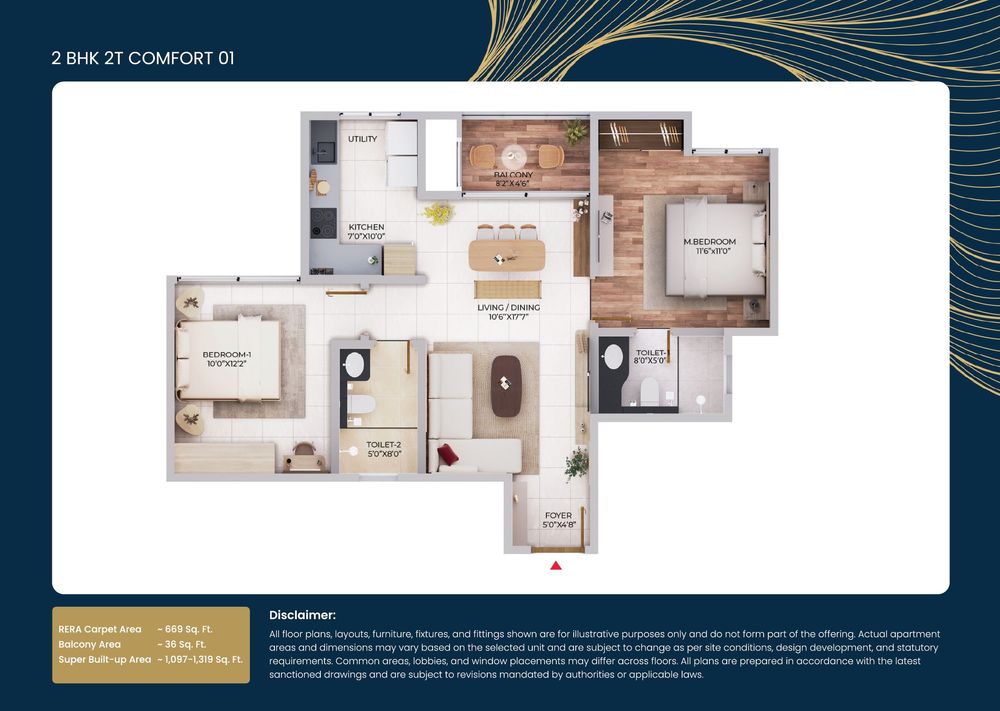 2 BHK 2T COMFORT 01
UTILITY
BALCONY
8'2"X4'6"
KITCHEN
7'0"X10'0"
M.BEDROOM
11'6"X11'0"
LIVING / DINING
10'6"X17'7"
BEDROOM-1
10'0"X12'2"
TOILET-1
8'0"X5'0"
TOILET-2
5'0"X8'0"
FOYER
5'0"X4'8"
RERA Carpet Area ~ 669 Sq. Ft.
Balcony Area ~ 36 Sq. Ft.
Super Built-up Area ~ 1,097-1,319 Sq. Ft.
Disclaimer:
All floor plans, layouts, furniture, fixtures, and fittings shown are for illustrative purposes only and do not form part of the offering. Actual apartment
areas and dimensions may vary based on the selected unit and are subject to change as per site conditions, design development, and statutory
requirements. Common areas, lobbies, and window placements may differ across floors. All plans are prepared in accordance with the latest
sanctioned drawings and are subject to revisions mandated by authorities or applicable laws.